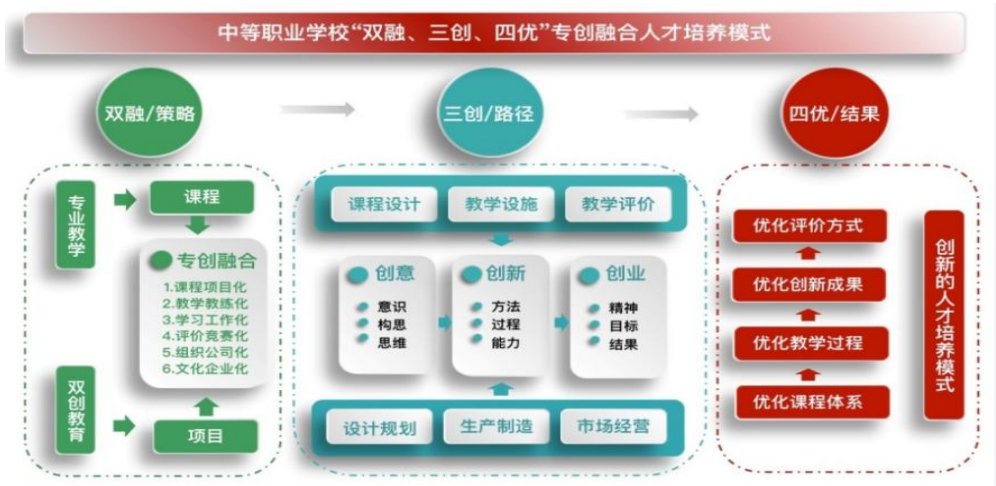 中等职业学校“双融、三创、四优”专创融合人才培养模式
双融/策略
三创/路径
四优/结果
专业教学
课程
专创融合
1.课程项目化
2.教学教练化
3.学习工作化
4.评价竞赛化
5.组织公司化
6.文化企业化
双创教育
项目
课程设计
教学设施
教学评价
创意
意识
构思
思维
创新
方法
过程
能力
创业
精神
目标
结果
设计规划
生产制造
市场经营
优化评价方式
优化创新成果
优化教学过程
优化课程体系
创新的人才培养模式